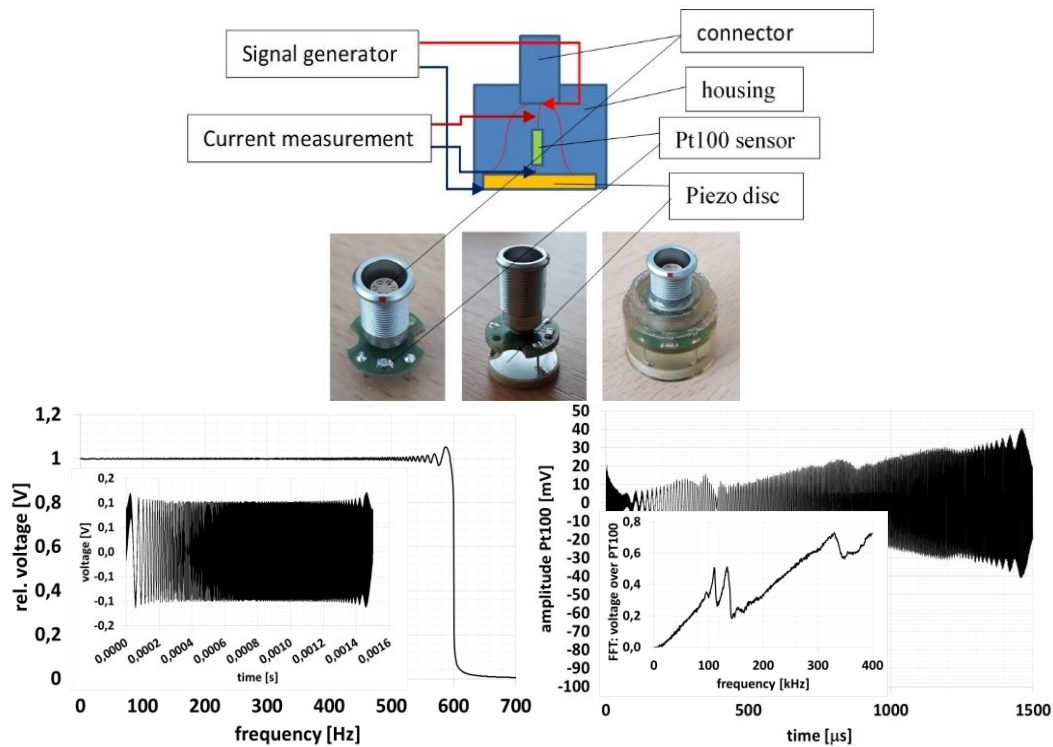 Signal generator
connector
housing
Current measurement
Pt100 sensor
Piezo disc
1,2
1
0,8
0,6
0,4
0,2
0
rel. voltage [V]
0 100 200 300 400 500 600 700
frequency [Hz]
0,2
0,1
0,1
0,0
-0,1
-0,1
-0,2
voltage [V]
0,0000 0,0002 0,0004 0,0006 0,0008 0,0010 0,0012 0,0014 0,0016
time [s]
50
40
30
20
10
0
-10
-20
-30
-40
-50
-60
-70
-80
-90
-100
amplitude Pt100 [mV]
500 1000 1500
time [μs]
0,8
0,6
0,4
0,2
0,0
FFT: voltage over PT100
0 100 200 300 400
frequency [kHz]